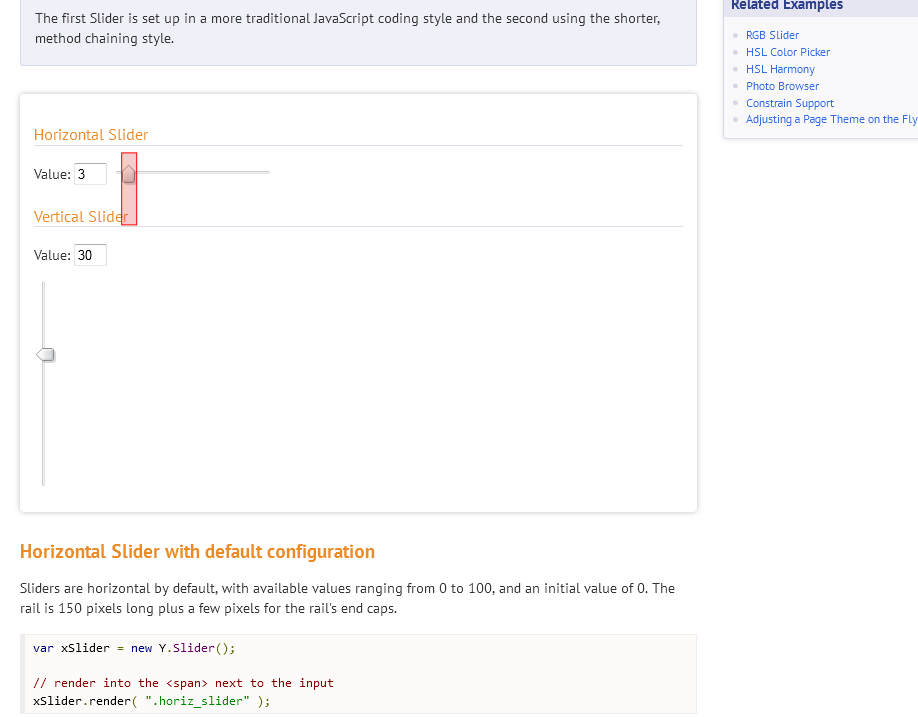 The first Slider is set up in a more traditional JavaScript coding style and the second using the shorter,
method chaining style.
Related Examples
RGB Slider
HSL Color Picker
HSL Harmony
Photo Browser
Constrain Support
Adjusting a Page Theme on the Fly
Horizontal Slider
Value: 3
Vertical Slider
Value: 30
Horizontal Slider with default configuration
Sliders are horizontal by default, with available values ranging from 0 to 100, and an initial value of 0. The
rail is 150 pixels long plus a few pixels for the rail's end caps.
var xSlider = new Y.Slider();
// render into the <span> next to the input
xSlider.render( ".horiz_slider" );